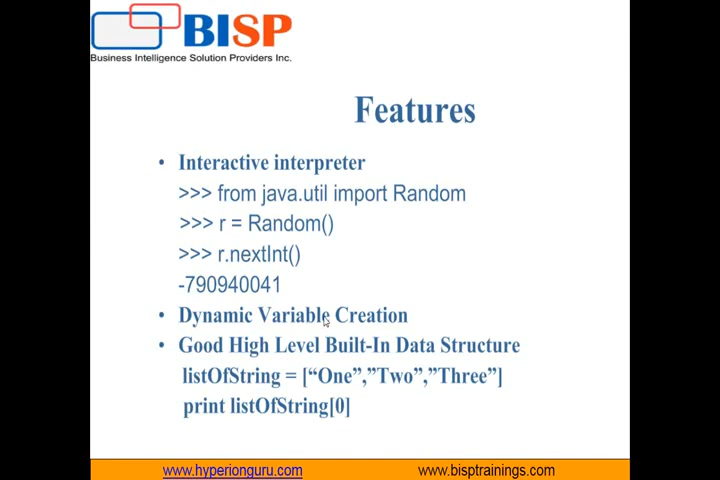 BISP
Business Intelligence Solution Providers Inc.
Features
• Interactive interpreter
>>> from java.util import Random
>>> r = Random()
>>> r.nextInt()
-790940041
• Dynamic Variable Creation
• Good High Level Built-In Data Structure
listOfString = [“One”,”Two”,”Three”]
print listOfString[0]
www.hyperionguru.com www.bisptrainings.com